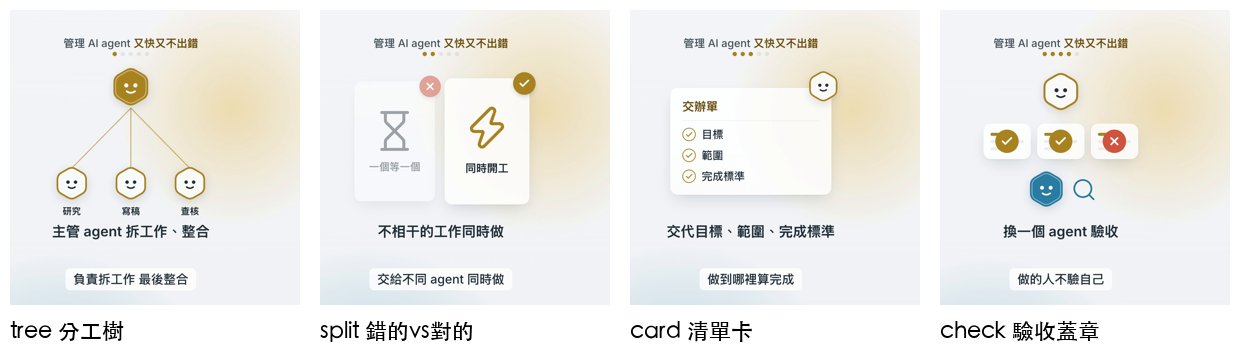 管理 AI agent 又快又不出錯
研究
寫稿
查核
主管 agent 拆工作、整合
負責拆工作 最後整合
tree 分工樹
管理 AI agent 又快又不出錯
一個等一個
同時開工
不相干的工作同時做
交給不同 agent 同時做
split 錯的vs對的
管理 AI agent 又快又不出錯
交辦單
目標
範圍
完成標準
交代目標、範圍、完成標準
做到哪裡算完成
card 清單卡
管理 AI agent 又快又不出錯
換一個 agent 驗收
做的人不驗自己
check 驗收蓋章